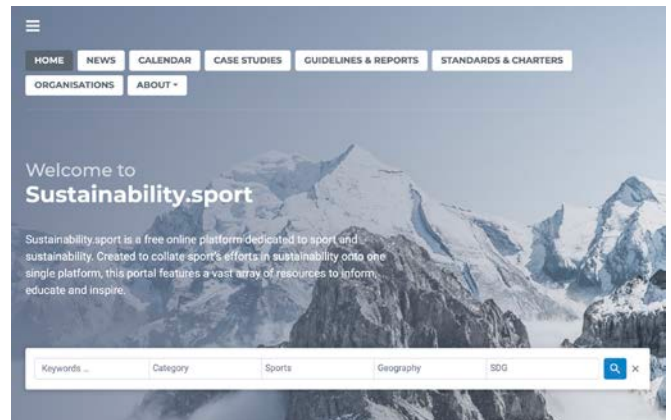 HOME NEWS CALENDAR CASE STUDIES GUIDELINES & REPORTS STANDARDS & CHARTERS
ORGANISATIONS ABOUT
Welcome to
Sustainability.sport
Sustainability.sport is a free online platform dedicated to sport and
sustainability. Created to collate sport's efforts in sustainability onto one
single platform, this portal features a vast array of resources to inform,
educate and inspire.
Keywords ... Category Sports Geography SDG